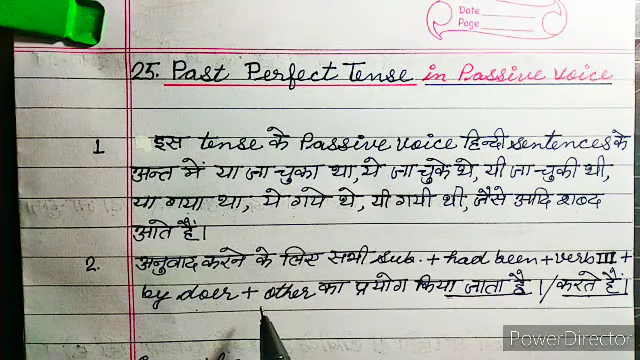 Date
Page
25. Past Perfect Tense in Passive Voice
1 इस tense के Passive voice हिन्दी sentences के
अन्त में या जा चुका था, ये जा चुके थे, यी जा चुकी थी,
या गया था, ये गये थे, यी गयी थी, जैसे आदि शब्द
आते हैं।
2. अनुवाद करने के लिए सभी sub. + had been + verb III +
by doer + other का प्रयोग किया जाता है।/करते हैं।
PowerDirector